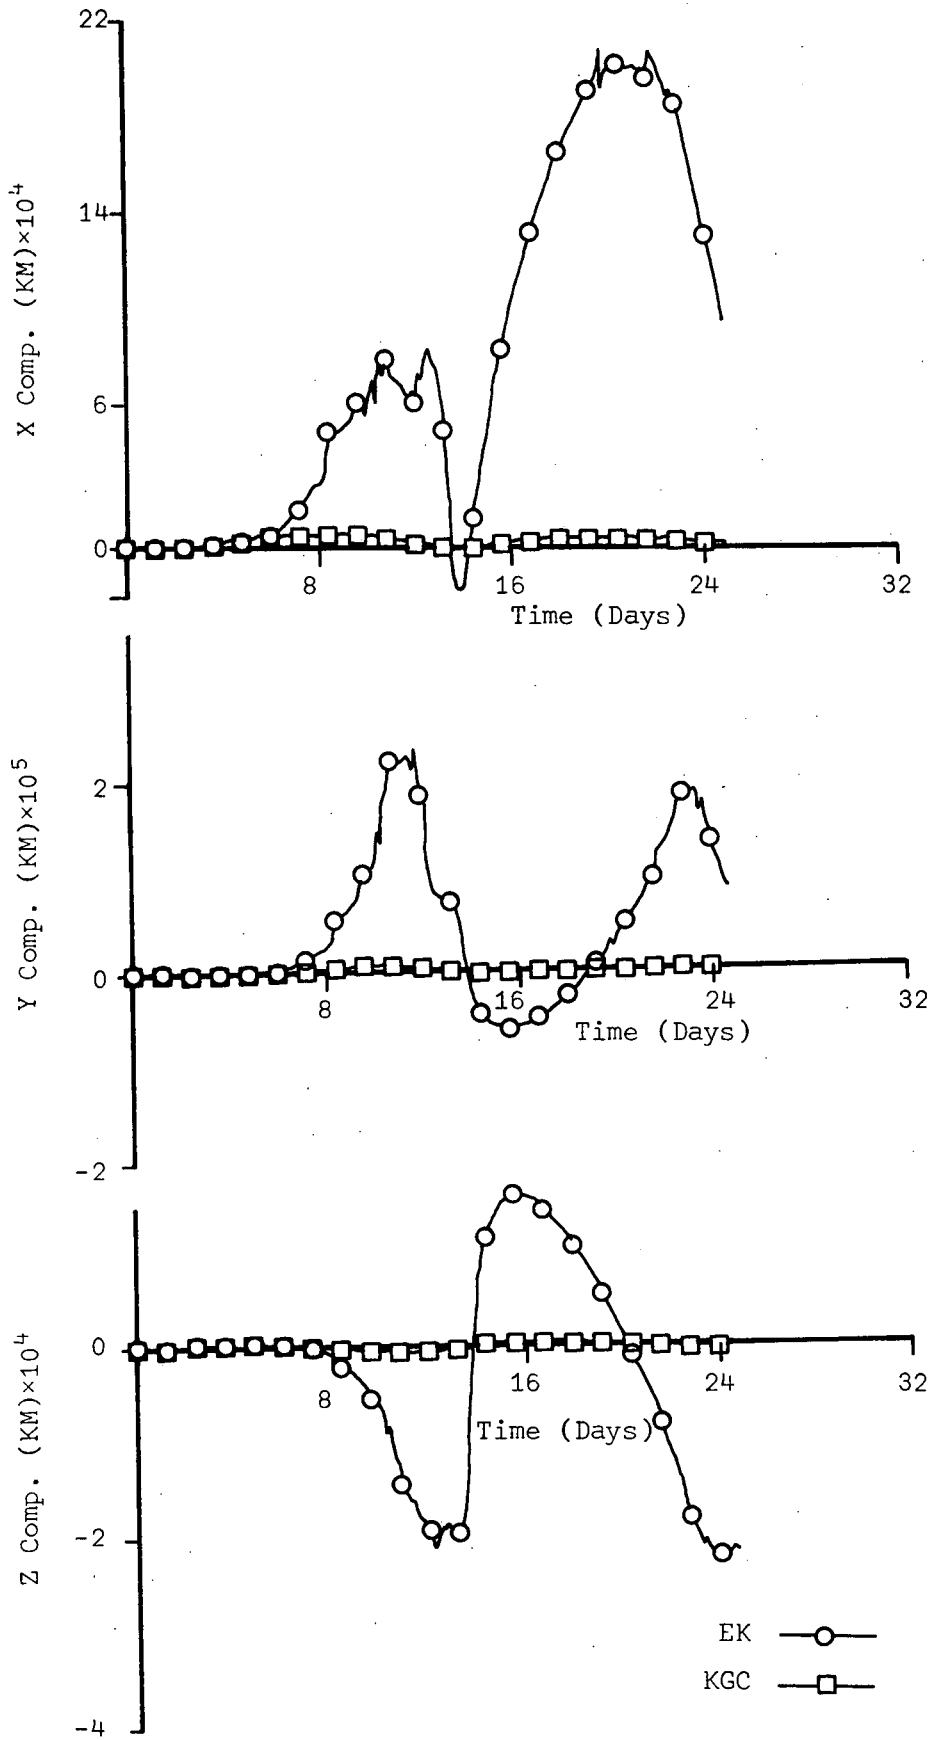 22
14
6
0
X Comp. (KM)×10⁴
8
16
24
32
Time (Days)
2
0
-2
Y Comp. (KM)×10⁵
8
16
24
32
Time (Days)
0
-2
-4
Z Comp. (KM)×10⁴
8
16
24
32
Time (Days)
EK
KGC